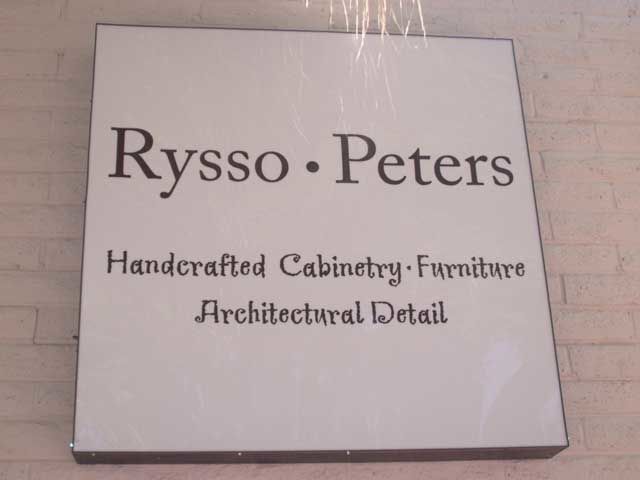 Rysso • Peters
Handcrafted Cabinetry • Furniture
Architectural Detail